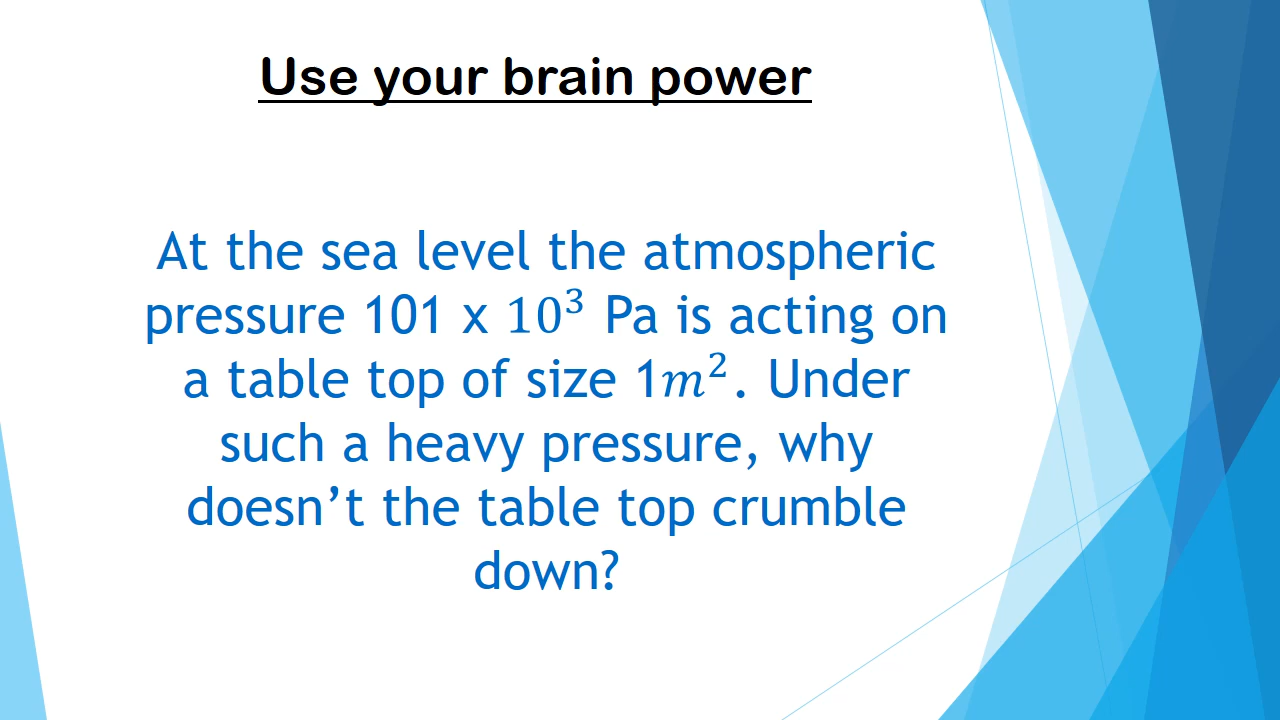 Use your brain power
At the sea level the atmospheric
pressure 101 x 10³ Pa is acting on
a table top of size 1m². Under
such a heavy pressure, why
doesn’t the table top crumble
down?